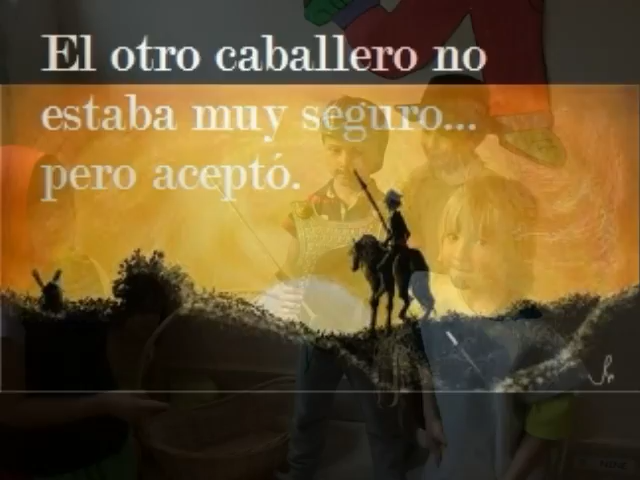 El otro caballero no
estaba muy seguro...
pero aceptó.